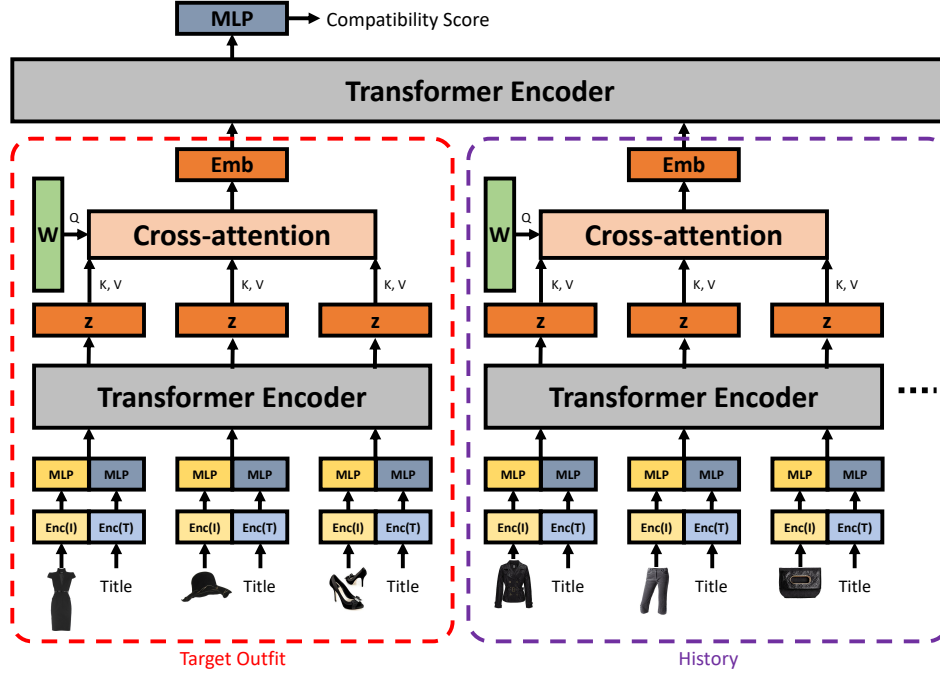 MLP
Compatibility Score
Transformer Encoder
Emb
Emb
W
Q
Cross-attention
W
Q
Cross-attention
K, V
K, V
K, V
K, V
K, V
K, V
z
z
z
z
z
z
Transformer Encoder
Transformer Encoder
....
MLP
MLP
MLP
MLP
MLP
MLP
MLP
MLP
MLP
MLP
MLP
MLP
Enc(I)
Enc(T)
Enc(I)
Enc(T)
Enc(I)
Enc(T)
Enc(I)
Enc(T)
Enc(I)
Enc(T)
Enc(I)
Enc(T)
Title
Title
Title
Title
Title
Title
Target Outfit
History